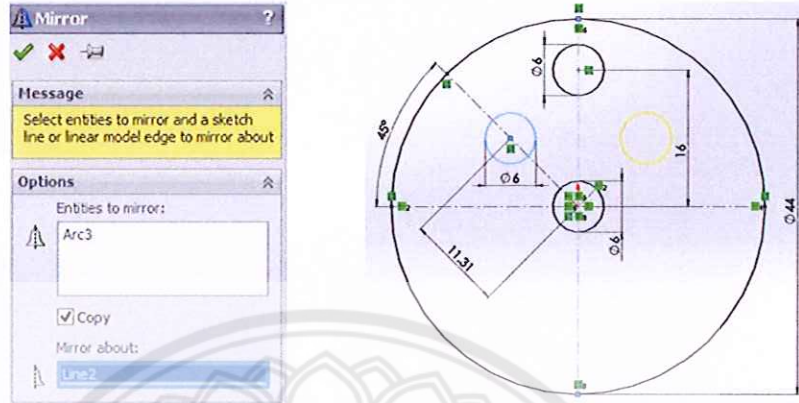 Mirror ?
Message
Select entities to mirror and a sketch
line or linear model edge to mirror about
Options
Entities to mirror:
Arc3
Copy
Mirror about:
Line2
Ø6
45°
16
Ø6
Ø6
11,31
Ø44